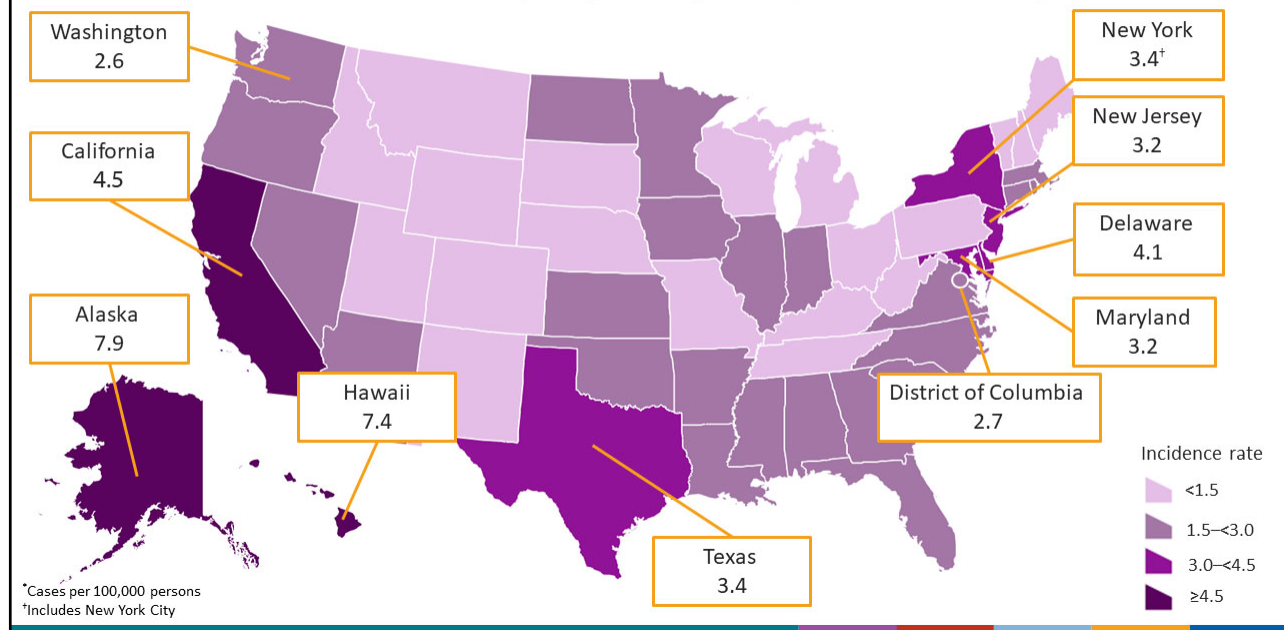 Washington
2.6
California
4.5
Alaska
7.9
Hawaii
7.4
Texas
3.4
New York
3.4†
New Jersey
3.2
Delaware
4.1
Maryland
3.2
District of Columbia
2.7
Incidence rate
<1.5
1.5–<3.0
3.0–<4.5
≥4.5
*Cases per 100,000 persons
†Includes New York City